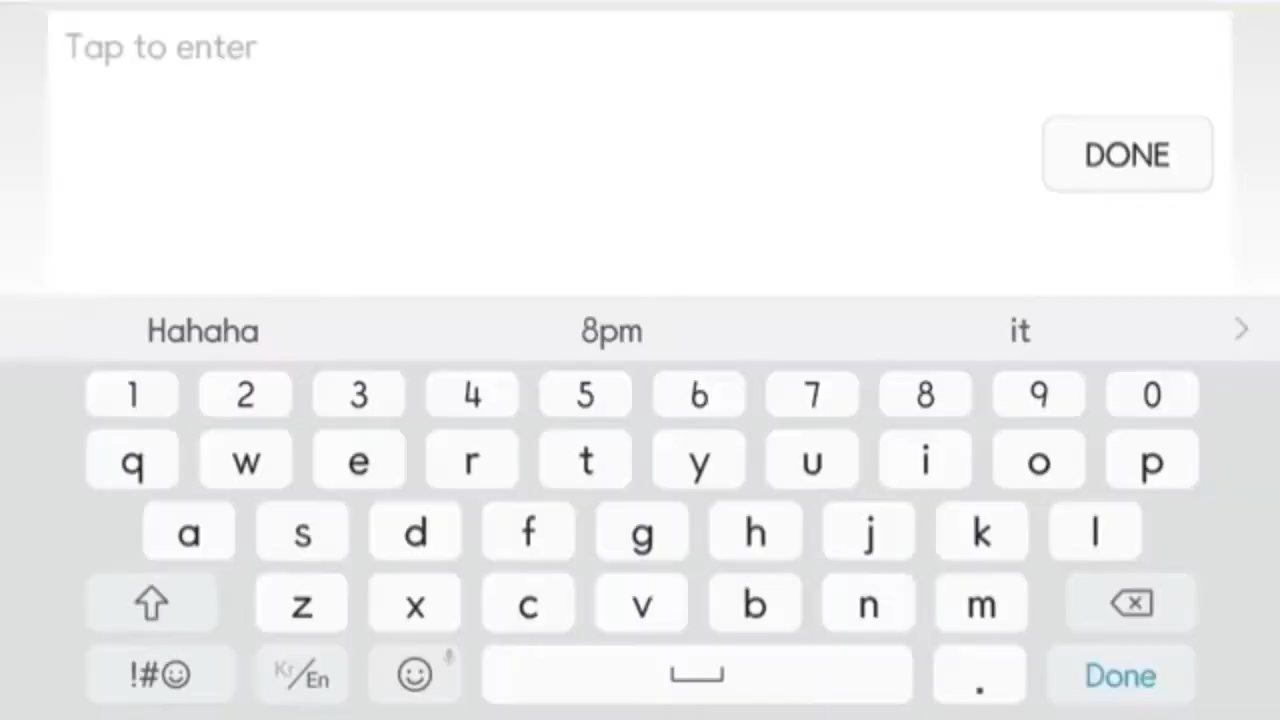 Tap to enter
DONE
Hahaha 8pm it
1 2 3 4 5 6 7 8 9 0
q w e r t y u i o p
a s d f g h j k l
z x c v b n m
!#☺ Kr/En .  Done